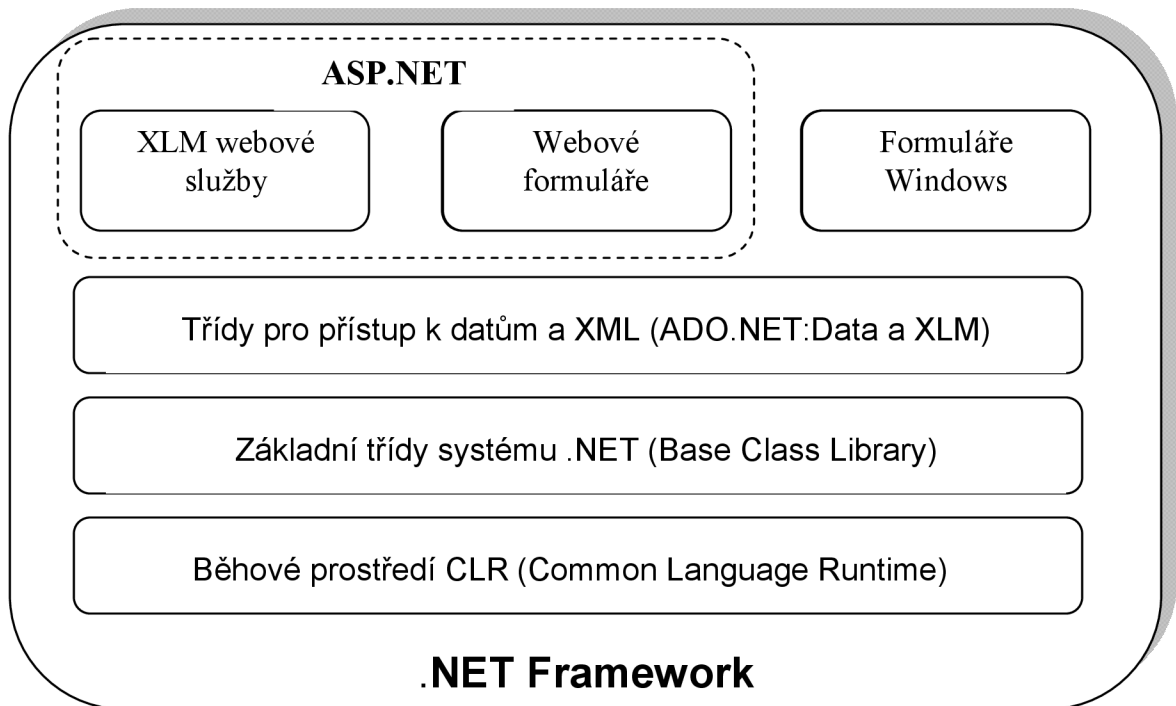 ASP.NET
XLM webové
služby
Webové
formuláře
Formuláře
Windows
Třídy pro přístup k datům a XML (ADO.NET:Data a XLM)
Základní třídy systému .NET (Base Class Library)
Běhové prostředí CLR (Common Language Runtime)
.NET Framework